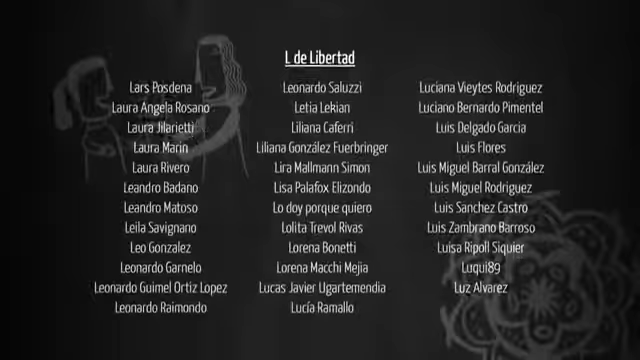 L de Libertad
Lars Posdena
Laura Angela Rosano
Laura Jilarietti
Laura Marin
Laura Rivero
Leandro Badano
Leandro Matoso
Leila Savignano
Leo Gonzalez
Leonardo Garnelo
Leonardo Guimel Ortiz Lopez
Leonardo Raimondo
Leonardo Saluzzi
Letia Lekian
Liliana Caferri
Liliana González Fuerbringer
Lira Mallmann Simon
Lisa Palafox Elizondo
Lo doy porque quiero
Lolita Trevol Rivas
Lorena Bonetti
Lorena Macchi Mejia
Lucas Javier Ugartemendia
Lucía Ramallo
Luciana Vieytes Rodriguez
Luciano Bernardo Pimentel
Luis Delgado Garcia
Luis Flores
Luis Miguel Barral González
Luis Miguel Rodriguez
Luis Sanchez Castro
Luis Zambrano Barroso
Luisa Ripoll Siquier
Luqui89
Luz Alvarez